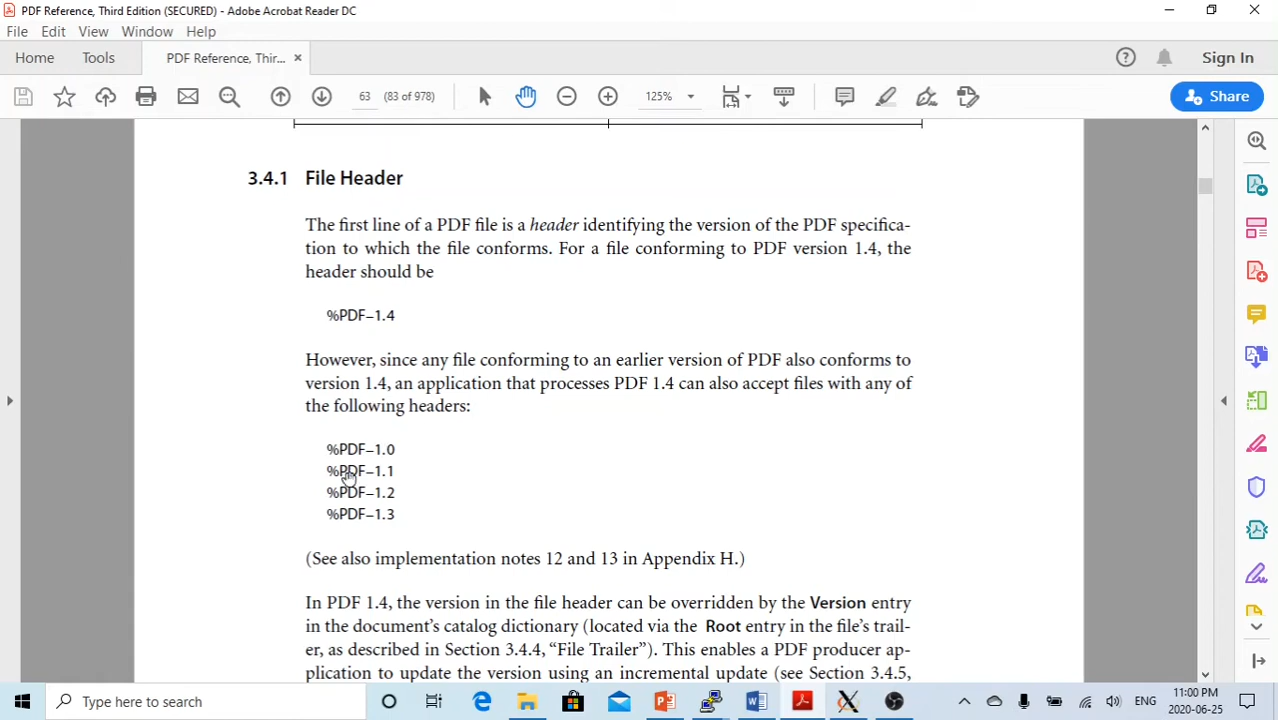 PDF Reference, Third Edition (SECURED) - Adobe Acrobat Reader DC
File Edit View Window Help
Home Tools PDF Reference, Thir... × Sign In
63 (83 of 978) 125% Share
3.4.1 File Header
The first line of a PDF file is a header identifying the version of the PDF specifica-
tion to which the file conforms. For a file conforming to PDF version 1.4, the
header should be
%PDF–1.4
However, since any file conforming to an earlier version of PDF also conforms to
version 1.4, an application that processes PDF 1.4 can also accept files with any of
the following headers:
%PDF–1.0
%PDF–1.1
%PDF–1.2
%PDF–1.3
(See also implementation notes 12 and 13 in Appendix H.)
In PDF 1.4, the version in the file header can be overridden by the Version entry
in the document's catalog dictionary (located via the Root entry in the file's trail-
er, as described in Section 3.4.4, “File Trailer”). This enables a PDF producer ap-
plication to update the version using an incremental update (see Section 3.4.5,
Type here to search ENG 11:00 PM
2020-06-25